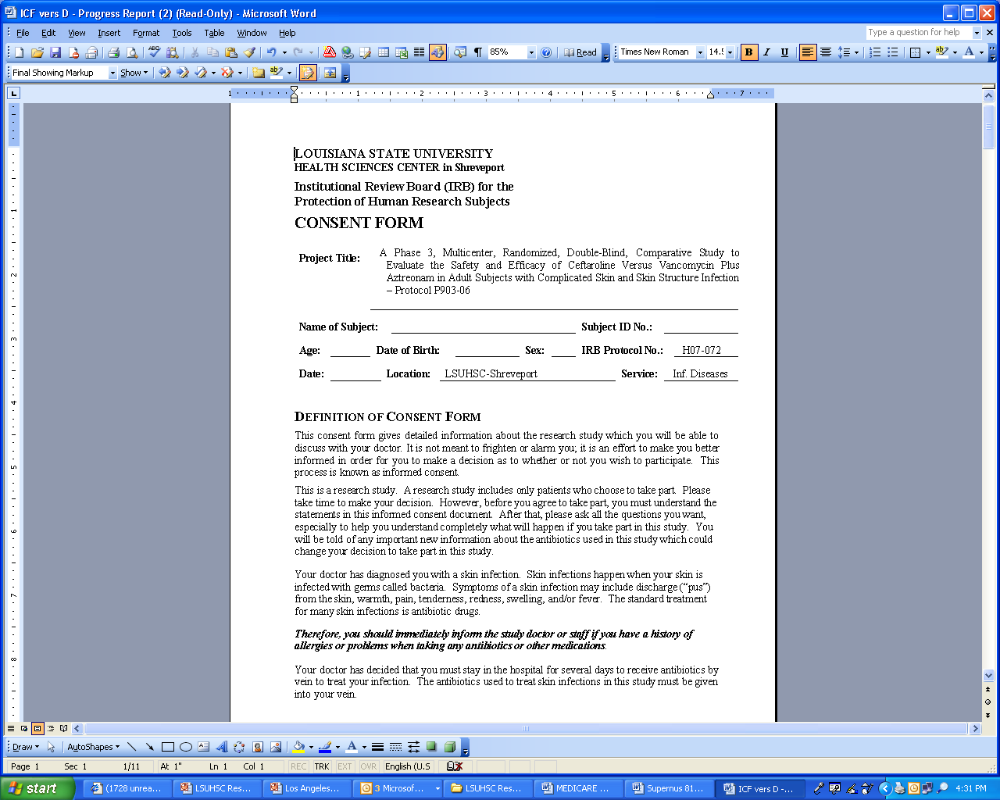 ICF vers D - Progress Report (2) (Read-Only) - Microsoft Word
File Edit View Insert Format Tools Table Window Help
Type a question for help
85% Read Times New Roman 14.5 B I U
Final Showing Markup Show
1 1 2 3 4 5 6 7
LOUISIANA STATE UNIVERSITY
HEALTH SCIENCES CENTER in Shreveport
Institutional Review Board (IRB) for the
Protection of Human Research Subjects
CONSENT FORM
Project Title: A Phase 3, Multicenter, Randomized, Double-Blind, Comparative Study to
Evaluate the Safety and Efficacy of Ceftaroline Versus Vancomycin Plus
Aztreonam in Adult Subjects with Complicated Skin and Skin Structure Infection
– Protocol P903-06
Name of Subject: Subject ID No.:
Age: Date of Birth: Sex: IRB Protocol No.: H07-072
Date: Location: LSUHSC-Shreveport Service: Inf. Diseases
DEFINITION OF CONSENT FORM
This consent form gives detailed information about the research study which you will be able to
discuss with your doctor. It is not meant to frighten or alarm you; it is an effort to make you better
informed in order for you to make a decision as to whether or not you wish to participate. This
process is known as informed consent.
This is a research study. A research study includes only patients who choose to take part. Please
take time to make your decision. However, before you agree to take part, you must understand the
statements in this informed consent document. After that, please ask all the questions you want,
especially to help you understand completely what will happen if you take part in this study. You
will be told of any important new information about the antibiotics used in this study which could
change your decision to take part in this study.
Your doctor has diagnosed you with a skin infection. Skin infections happen when your skin is
infected with germs called bacteria. Symptoms of a skin infection may include discharge (“pus”)
from the skin, warmth, pain, tenderness, redness, swelling, and/or fever. The standard treatment
for many skin infections is antibiotic drugs.
Therefore, you should immediately inform the study doctor or staff if you have a history of
allergies or problems when taking any antibiotics or other medications.
Your doctor has decided that you must stay in the hospital for several days to receive antibiotics by
vein to treat your infection. The antibiotics used to treat skin infections in this study must be given
into your vein.
1
2
3
4
5
6
7
8
Draw AutoShapes
Page 1 Sec 1 1/11 At 1" Ln 1 Col 1 REC TRK EXT OVR English (U.S
start (1728 unrea... LSUHSC Res... Los Angeles... 3 Microsof... LSUHSC Res... MEDICARE ... Supernus 81... ICF vers D -... 4:31 PM